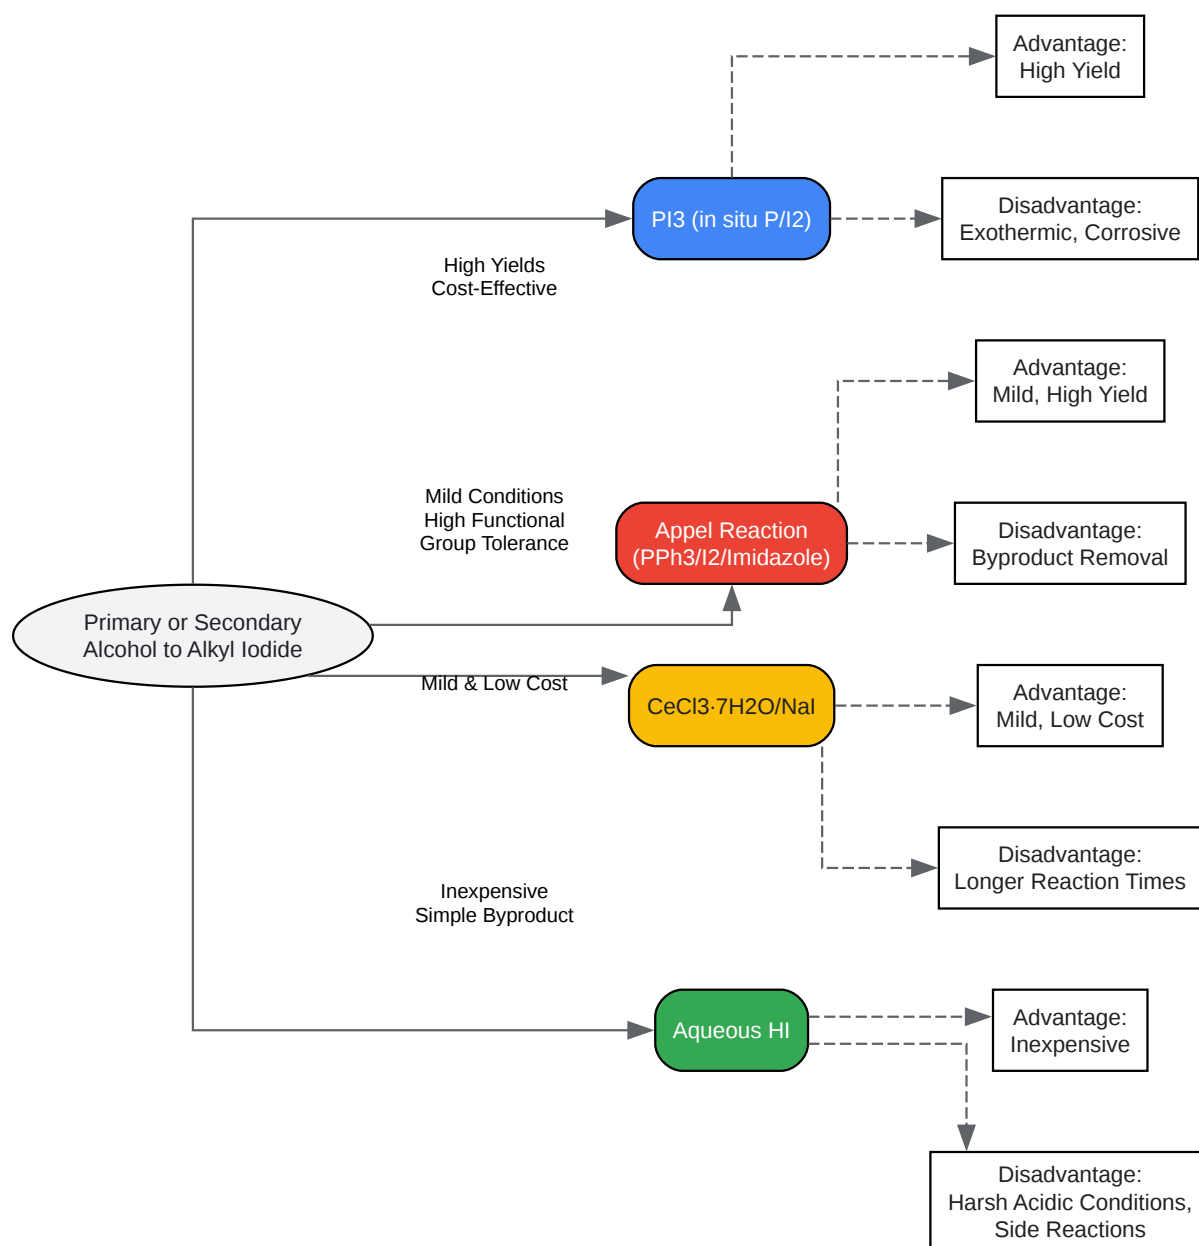 Advantage:
High Yield
PI3 (in situ P/I2)
Disadvantage:
Exothermic, Corrosive
High Yields
Cost-Effective
Advantage:
Mild, High Yield
Mild Conditions
High Functional
Group Tolerance
Appel Reaction
(PPh3/I2/Imidazole)
Disadvantage:
Byproduct Removal
Primary or Secondary
Alcohol to Alkyl Iodide
Mild & Low Cost
CeCl3·7H2O/NaI
Advantage:
Mild, Low Cost
Disadvantage:
Longer Reaction Times
Inexpensive
Simple Byproduct
Aqueous HI
Advantage:
Inexpensive
Disadvantage:
Harsh Acidic Conditions,
Side Reactions